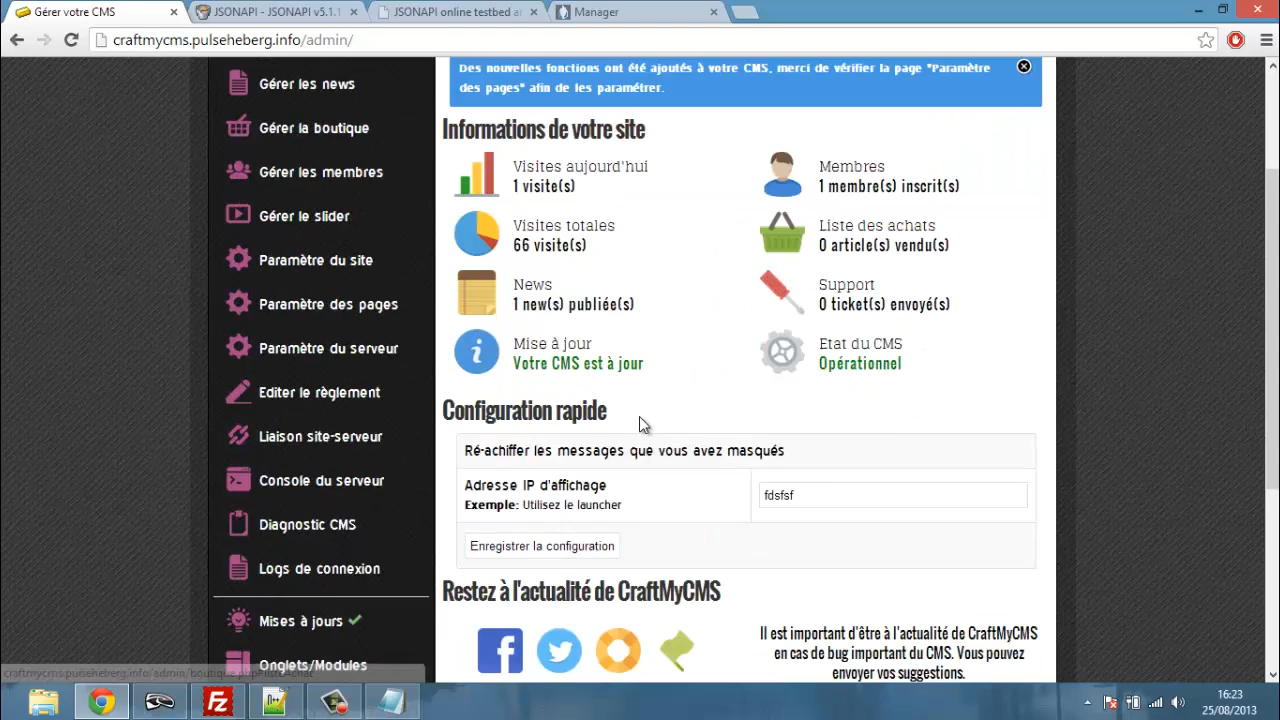 Gérer votre CMS
JSONAPI - JSONAPI v5.1.1
JSONAPI online testbed a
Manager
craftmycms.pulseheberg.info/admin/
Gérer les news
Gérer la boutique
Gérer les membres
Gérer le slider
Paramètre du site
Paramètre des pages
Paramètre du serveur
Editer le règlement
Liaison site-serveur
Console du serveur
Diagnostic CMS
Logs de connexion
Mises à jours
Onglets/Modules
Des nouvelles fonctions ont été ajoutés à votre CMS, merci de vérifier la page "Paramètre
des pages" afin de les paramétrer.
Informations de votre site
Visites aujourd'hui
1 visite(s)
Membres
1 membre(s) inscrit(s)
Visites totales
66 visite(s)
Liste des achats
0 article(s) vendu(s)
News
1 new(s) publiée(s)
Support
0 ticket(s) envoyé(s)
Mise à jour
Votre CMS est à jour
Etat du CMS
Opérationnel
Configuration rapide
Ré-achiffer les messages que vous avez masqués
Adresse IP d'affichage
Exemple: Utilisez le launcher
fdsfsf
Enregistrer la configuration
Restez à l'actualité de CraftMyCMS
Il est important d'être à l'actualité de CraftMyCMS
en cas de bug important du CMS. Vous pouvez
envoyer vos suggestions.
16:23
25/08/2013